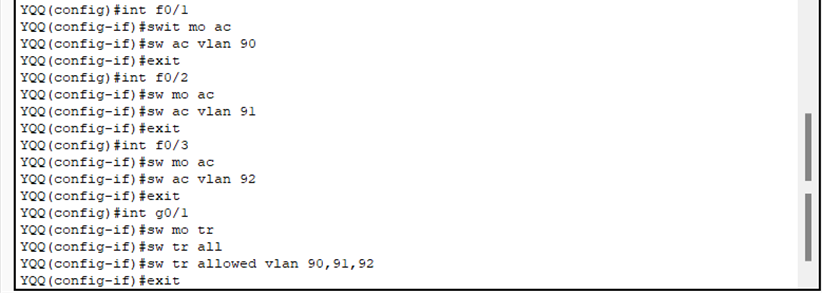 YQQ(config)#int f0/1
YQQ(config-if)#swit mo ac
YQQ(config-if)#sw ac vlan 90
YQQ(config-if)#exit
YQQ(config)#int f0/2
YQQ(config-if)#sw mo ac
YQQ(config-if)#sw ac vlan 91
YQQ(config-if)#exit
YQQ(config)#int f0/3
YQQ(config-if)#sw mo ac
YQQ(config-if)#sw ac vlan 92
YQQ(config-if)#exit
YQQ(config)#int g0/1
YQQ(config-if)#sw mo tr
YQQ(config-if)#sw tr all
YQQ(config-if)#sw tr allowed vlan 90,91,92
YQQ(config-if)#exit